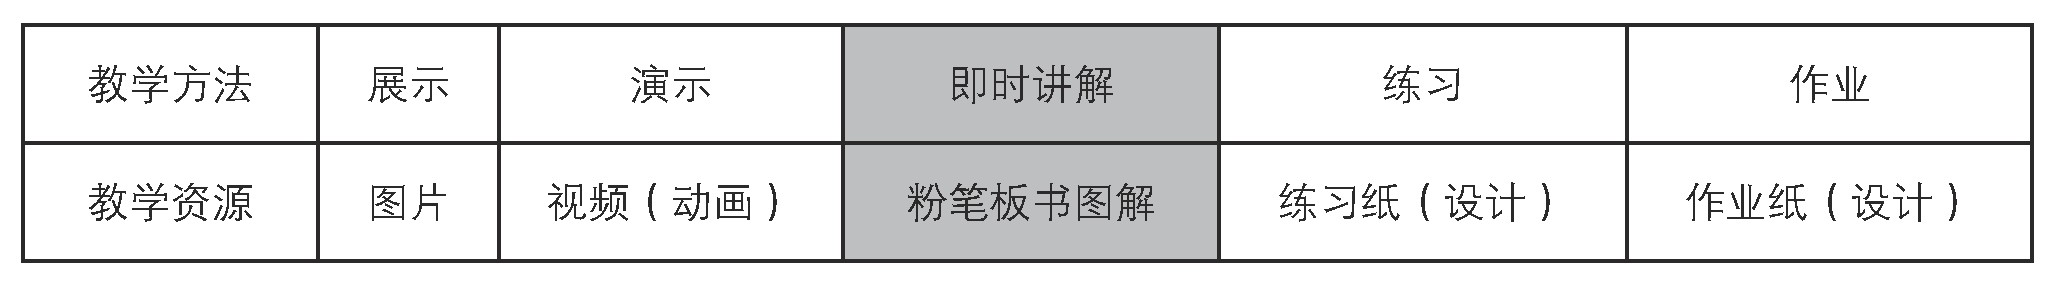 教学方法 展示 演示 即时讲解 练习 作业
教学资源 图片 视频（动画） 粉笔板书图解 练习纸（设计） 作业纸（设计）